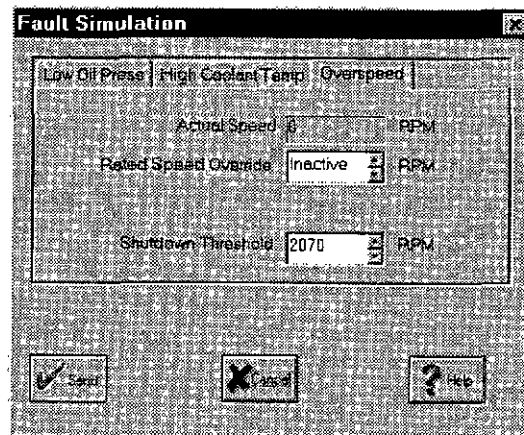 Fault Simulation
Low Oil Press High Coolant Temp Overspeed
Actual Speed 0 RPM
Rated Speed Override Inactive RPM
Shutdown Threshold 2070 RPM
Send Cancel Help